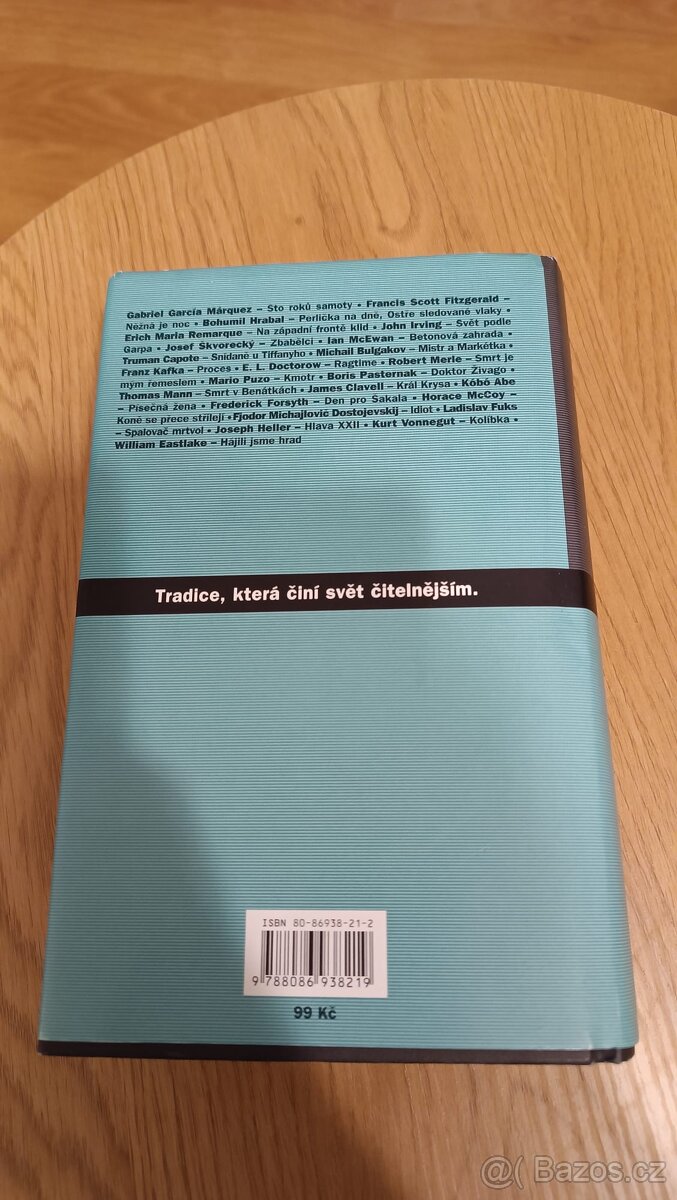 Gabriel García Márquez – Sto roků samoty • Francis Scott Fitzgerald –
Něžná je noc • Bohumil Hrabal – Perlička na dně, Ostře sledované vlaky •
Erich Maria Remarque – Na západní frontě klid • John Irving – Svět podle
Garpa • Josef Škvorecký – Zbabělci • Ian McEwan – Betonová zahrada •
Truman Capote – Snídaně u Tiffanyho • Michail Bulgakov – Mistr a Markétka •
Franz Kafka – Proces • E. L. Doctorow – Ragtime • Robert Merle – Smrt je
mým řemeslem • Mario Puzo – Kmotr • Boris Pasternak – Doktor Živago •
Thomas Mann – Smrt v Benátkách • James Clavell – Král Krysa • Kóbó Abe
– Písečná žena • Frederick Forsyth – Den pro Šakala • Horace McCoy –
Koně se přece střílejí • Fjodor Michajlovič Dostojevskij – Idiot • Ladislav Fuks
– Spalovač mrtvol • Joseph Heller – Hlava XXII • Kurt Vonnegut – Kolíbka •
William Eastlake – Hájili jsme hrad
Tradice, která činí svět čitelnějším.
ISBN 80-86938-21-2
9 788086 938219
99 Kč
@( Bazos.cz